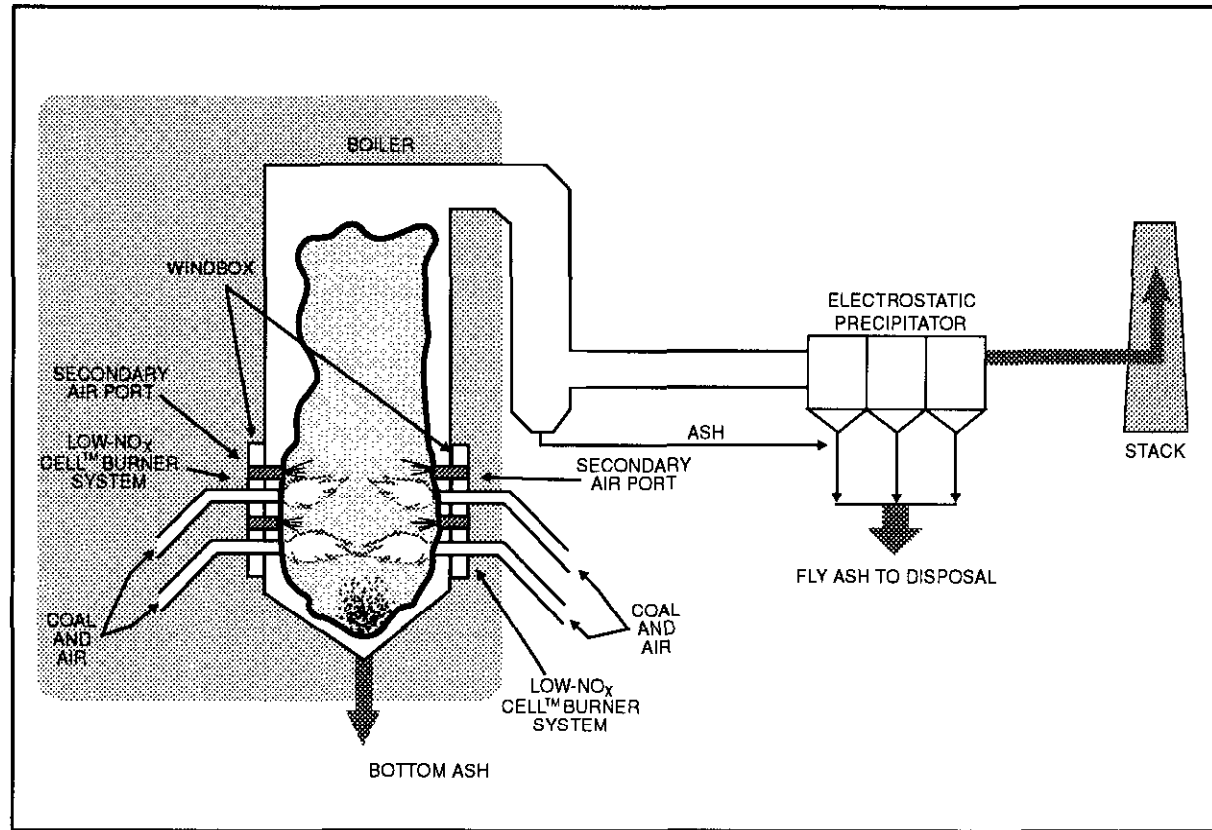 BOILER
WINDBOX
SECONDARY
AIR PORT
LOW-NOX
CELL™ BURNER
SYSTEM
COAL
AND
AIR
BOTTOM ASH
LOW-NOX
CELL™ BURNER
SYSTEM
COAL
AND
AIR
SECONDARY
AIR PORT
ASH
ELECTROSTATIC
PRECIPITATOR
FLY ASH TO DISPOSAL
STACK